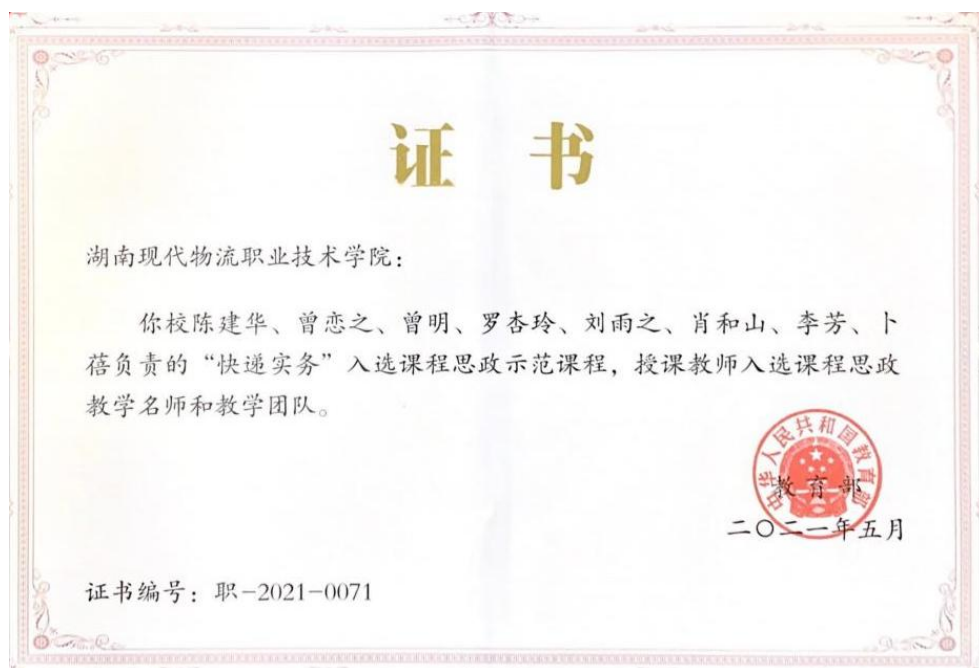 证 书
湖南现代物流职业技术学院：
你校陈建华、曾恋之、曾明、罗杏玲、刘雨之、肖和山、李芳、卜
蓓负责的“快递实务”入选课程思政示范课程，授课教师入选课程思政
教学名师和教学团队。
中华人民共和国教育部
教育部
二〇二一年五月
证书编号：职-2021-0071